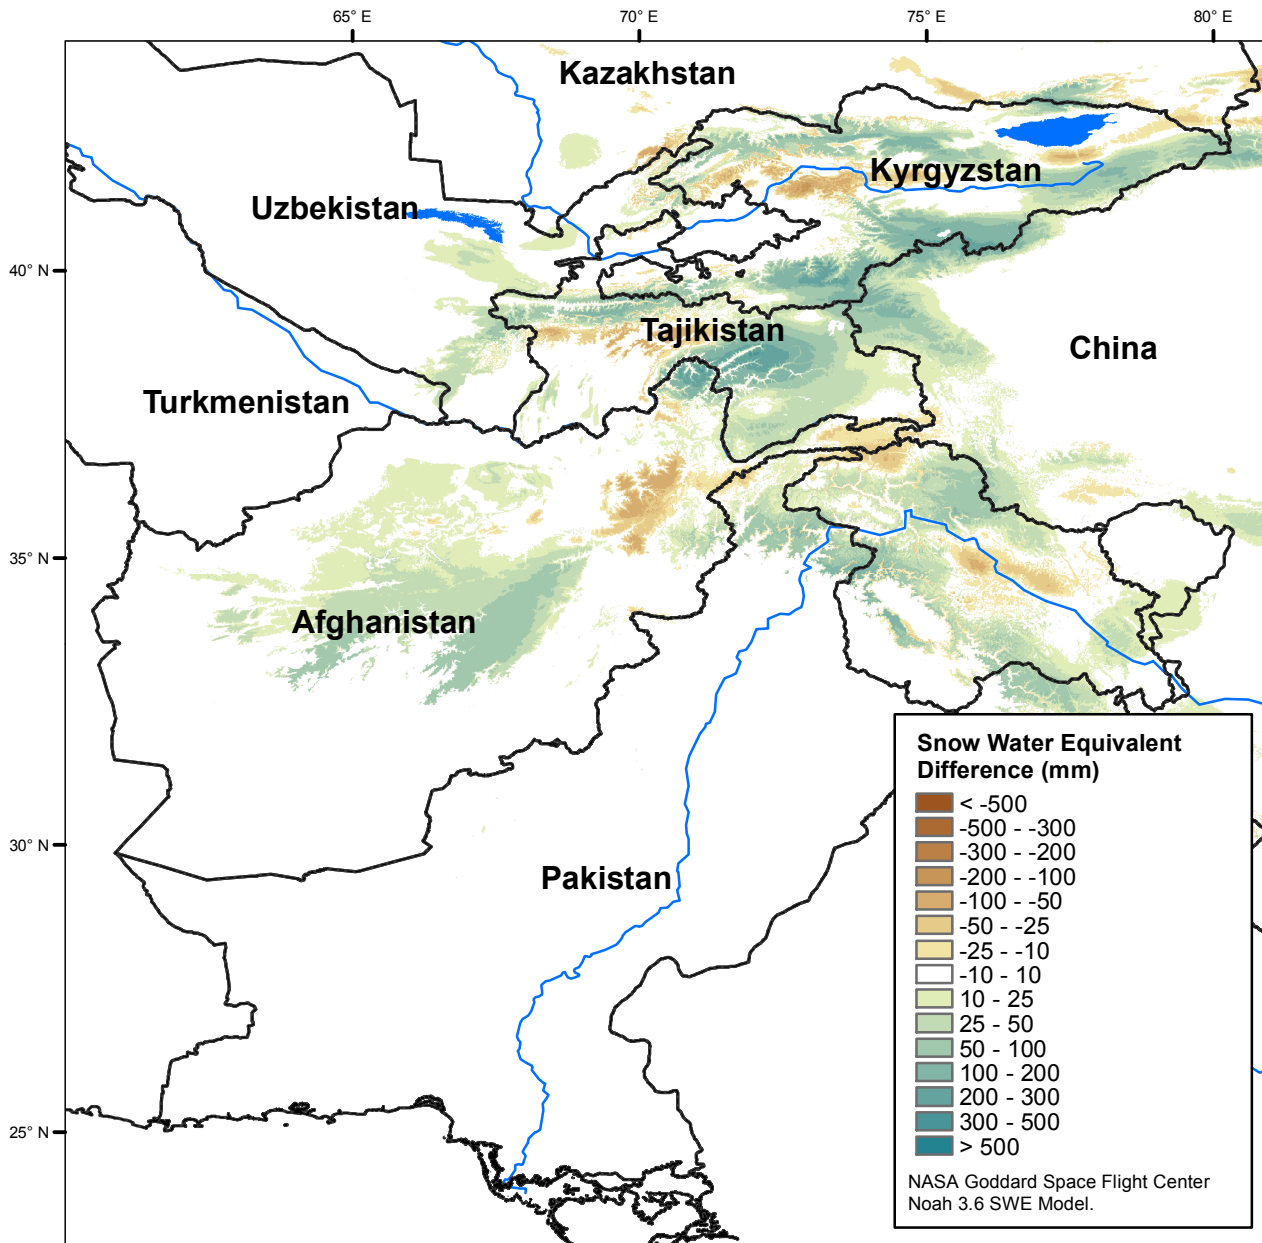 65° E
70° E
75° E
80° E
Kazakhstan
Kyrgyzstan
Uzbekistan
40° N
Tajikistan
China
Turkmenistan
35° N
Afghanistan
30° N
Pakistan
25° N
Snow Water Equivalent
Difference (mm)
< -500
-500 - -300
-300 - -200
-200 - -100
-100 - -50
-50 - -25
-25 - -10
-10 - 10
10 - 25
25 - 50
50 - 100
100 - 200
200 - 300
300 - 500
> 500
NASA Goddard Space Flight Center
Noah 3.6 SWE Model.